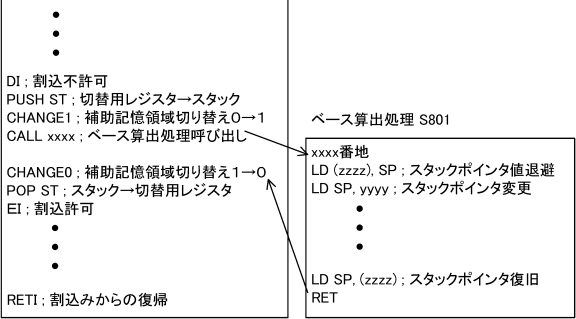 DI ; 割込不許可
PUSH ST ; 切替用レジスタ→スタック
CHANGE1 ; 補助記憶領域切り替え0→1
CALL xxxx ; ベース算出処理呼び出し
CHANGE0 ; 補助記憶領域切り替え1→0
POP ST ; スタック→切替用レジスタ
EI ; 割込許可
RETI ; 割込みからの復帰
ベース算出処理 S801
xxxx番地
LD (zzzz), SP ; スタックポインタ値退避
LD SP, yyyy ; スタックポインタ変更
LD SP, (zzzz) ; スタックポインタ復旧
RET